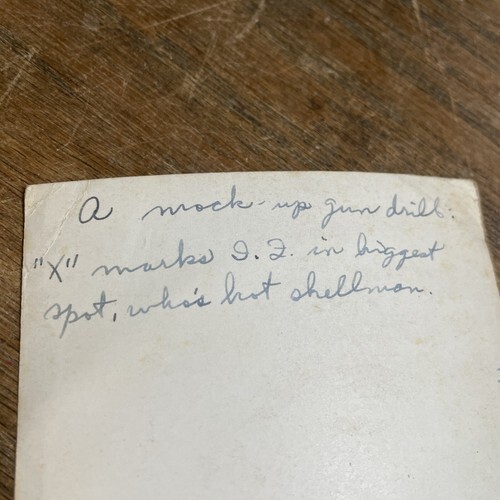 A mock-up gun drill:
"X" marks I. I. in biggest
spot, who's hot shellman.